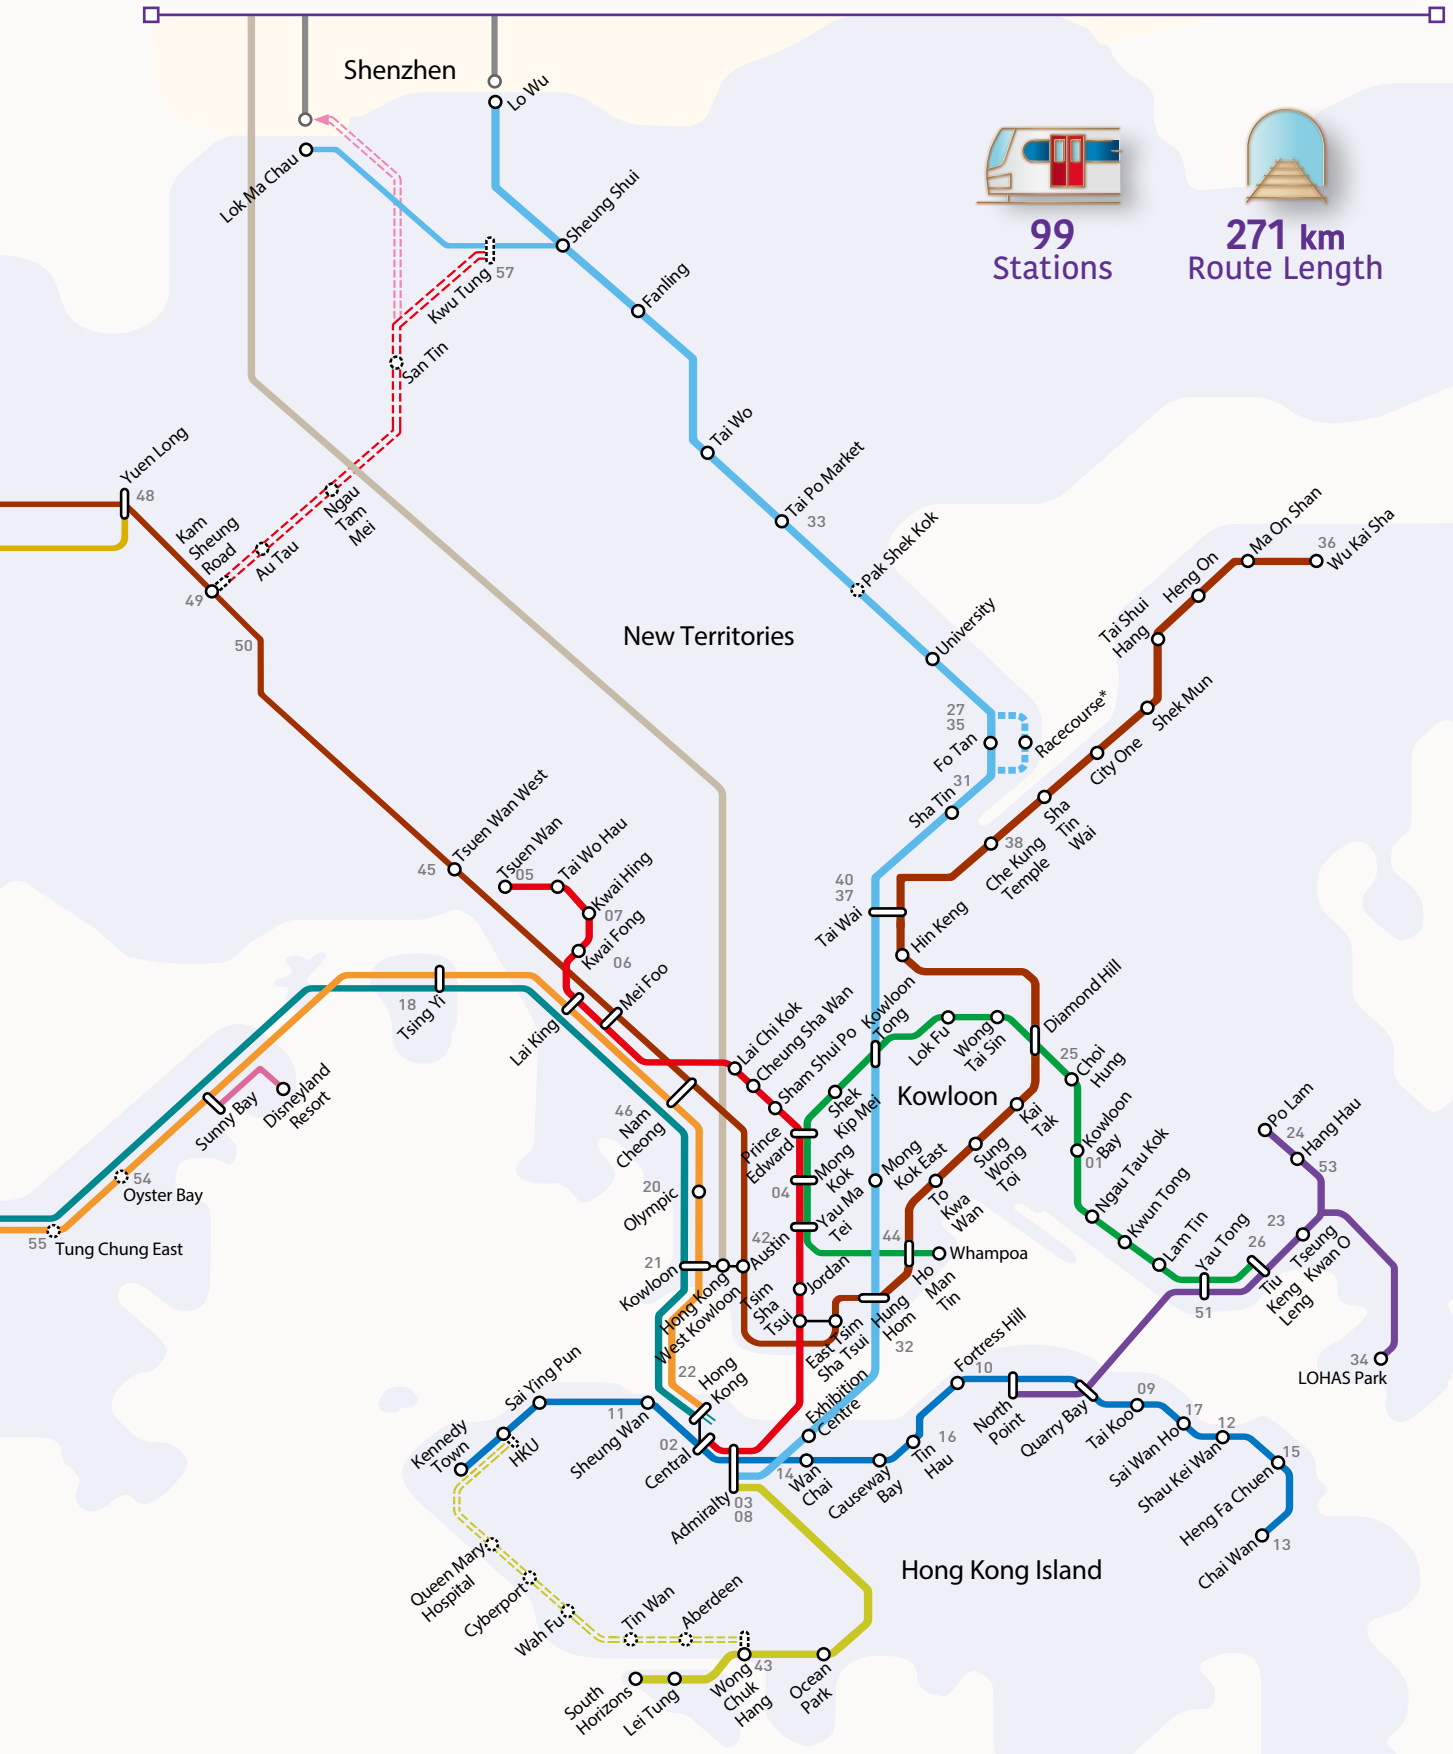 Shenzhen
Lo Wu
Lok Ma Chau
Sheung Shui
99
Stations
271 km
Route Length
Kwu Tung
57
Fanling
San Tin
Tai Wo
Yuen Long
48
Tai Po Market
33
Kam
Sheung
Road
49
Ngau
Tam
Mei
Au Tau
50
Pak Shek Kok
New Territories
University
Ma On Shan
36
Wu Kai Sha
Heng On
Tai Shui
Hang
Shek Mun
27
35
Fo Tan
Racecourse*
City One
31
Sha Tin
Sha
Tin
Wai
38
Che Kung
Temple
Tsuen Wan West
45
Tsuen Wan
05
Tai Wo Hau
Kwai Hing
07
Kwai Fong
06
40
37
Tai Wai
Hin Keng
18
Tsing Yi
Lai King
Mei Foo
Lai Chi Kok
Cheung Sha Wan
Sham Shui Po
Kowloon
Tong
Lok Fu
Wong
Tai Sin
Diamond Hill
25
Choi
Hung
Sunny Bay
Disneyland
Resort
46
Nam
Cheong
Shek
Kip Mei
Kowloon
Kai
Tak
Prince
Edward
Po Lam
24
Hang Hau
53
54
Oyster Bay
55
Tung Chung East
20
Olympic
04
Mong
Kok
Mong
Kok East
Sung
Wong
Toi
Kowloon
Bay
01
Yau Ma
Tei
To
Kwa
Wan
Ngau Tau Kok
Kwun Tong
Lam Tin
Yau Tong
26
23
Tseung
Kwan O
Tiu
Keng
Leng
51
21
Kowloon
Hong Kong
West Kowloon
42
Austin
Jordan
44
Whampoa
Ho
Man
Tin
Tsim
Sha
Tsui
East Tsim
Sha Tsui
Hung
Hom
32
34
LOHAS Park
22
Hong
Kong
Exhibition
Centre
Fortress Hill
10
North
Point
Quarry Bay
09
Tai Koo
17
Sai Wan Ho
12
Shau Kei Wan
15
Heng Fa Chuen
Chai Wan
13
Kennedy
Town
HKU
Sai Ying Pun
11
Sheung Wan
02
Central
Admiralty
03
08
14
Wan
Chai
Causeway
Bay
16
Tin
Hau
Hong Kong Island
Queen Mary
Hospital
Cyberport
Wah Fu
Tin Wan
Aberdeen
South
Horizons
Lei Tung
43
Wong
Chuk
Hang
Ocean
Park